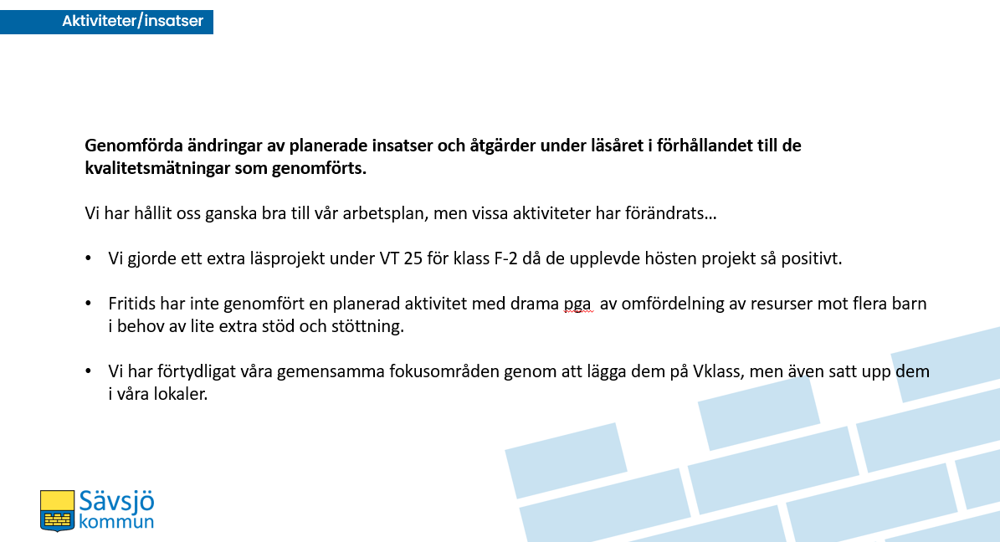 Aktiviteter/insatser
Genomförda ändringar av planerade insatser och åtgärder under läsåret i förhållandet till de
kvalitetsmätningar som genomförts.
Vi har hållit oss ganska bra till vår arbetsplan, men vissa aktiviteter har förändrats...
• Vi gjorde ett extra läsprojekt under VT 25 för klass F-2 då de upplevde hösten projekt så positivt.
• Fritids har inte genomfört en planerad aktivitet med drama pga av omfördelning av resurser mot flera barn
i behov av lite extra stöd och stöttning.
• Vi har förtydligat våra gemensamma fokusområden genom att lägga dem på Vklass, men även satt upp dem
i våra lokaler.
Sävsjö
kommun